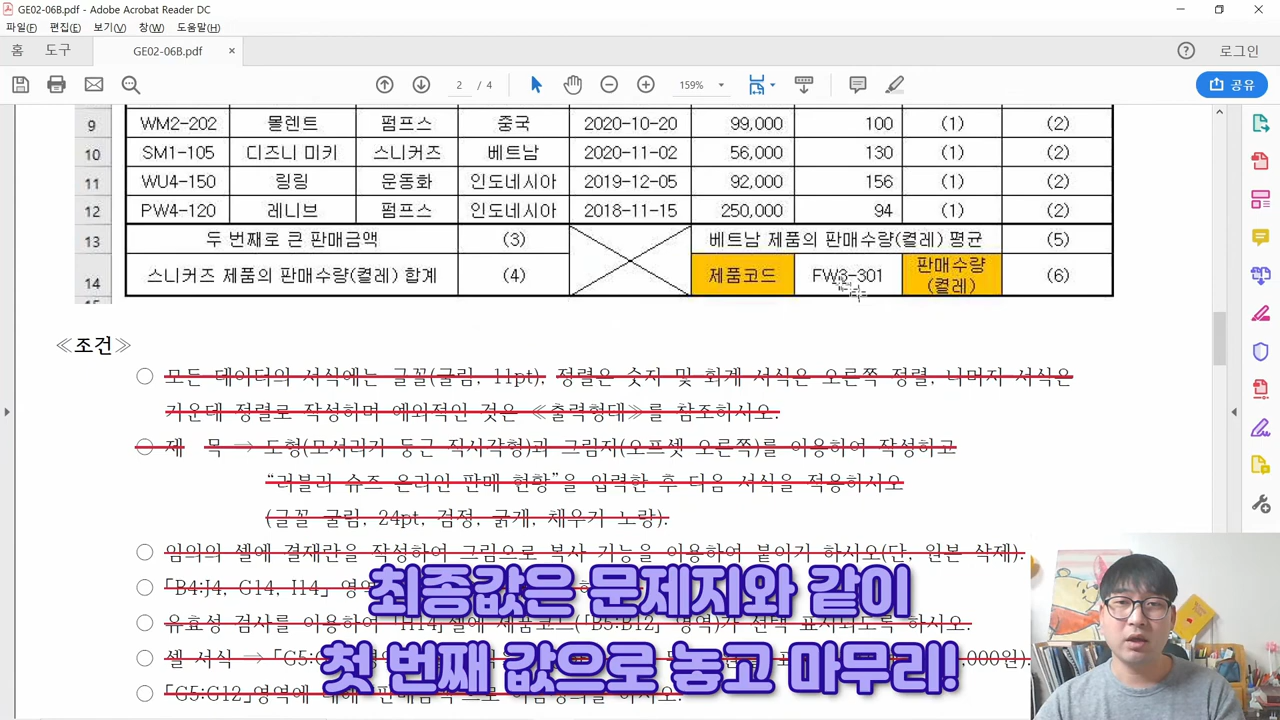 GE02-06B.pdf - Adobe Acrobat Reader DC
파일(F) 편집(E) 보기(V) 창(W) 도움말(H)
홈 도구 GE02-06B.pdf × ? 로그인
2 / 4 159% 공유
9 WM2-202 몰렌트 펌프스 중국 2020-10-20 99,000 100 (1) (2)
10 SM1-105 디즈니 미키 스니커즈 베트남 2020-11-02 56,000 130 (1) (2)
11 WU4-150 링링 운동화 인도네시아 2019-12-05 92,000 156 (1) (2)
12 PW4-120 레니브 펌프스 인도네시아 2018-11-15 250,000 94 (1) (2)
13 두 번째로 큰 판매금액 (3) 베트남 제품의 판매수량(켤레) 평균 (5)
14 스니커즈 제품의 판매수량(켤레) 합계 (4) 제품코드 FW3-301 판매수량
(켤레) (6)
≪조건≫
○ 모든 데이터의 서식에는 글꼴(굴림, 11pt), 정렬은 숫자 및 회계 서식은 오른쪽 정렬, 나머지 서식은
가운데 정렬로 작성하며 예외적인 것은 ≪출력형태≫를 참조하시오.
○ 제 목 → 도형(모서리가 둥근 직사각형)과 그림자(오프셋 오른쪽)를 이용하여 작성하고
“러블리 슈즈 온라인 판매 현황”을 입력한 후 다음 서식을 적용하시오
(글꼴 굴림, 24pt, 검정, 굵게, 채우기 노랑).
○ 임의의 셀에 결재란을 작성하여 그림으로 복사 기능을 이용하여 붙이기 하시오(단, 원본 삭제).
○ 「B4:J4, G14, I14」 영역
○ 유효성 검사를 이용하여 「H14」셀에 제품코드(「B5:B12」 영역)가 선택 표시되도록 하시오.
○ 셀 서식 → 「G5:G ,000원).
○ 「G5:G12」영역에 대해
최종값은 문제지와 같이
첫 번째 값으로 놓고 마무리!